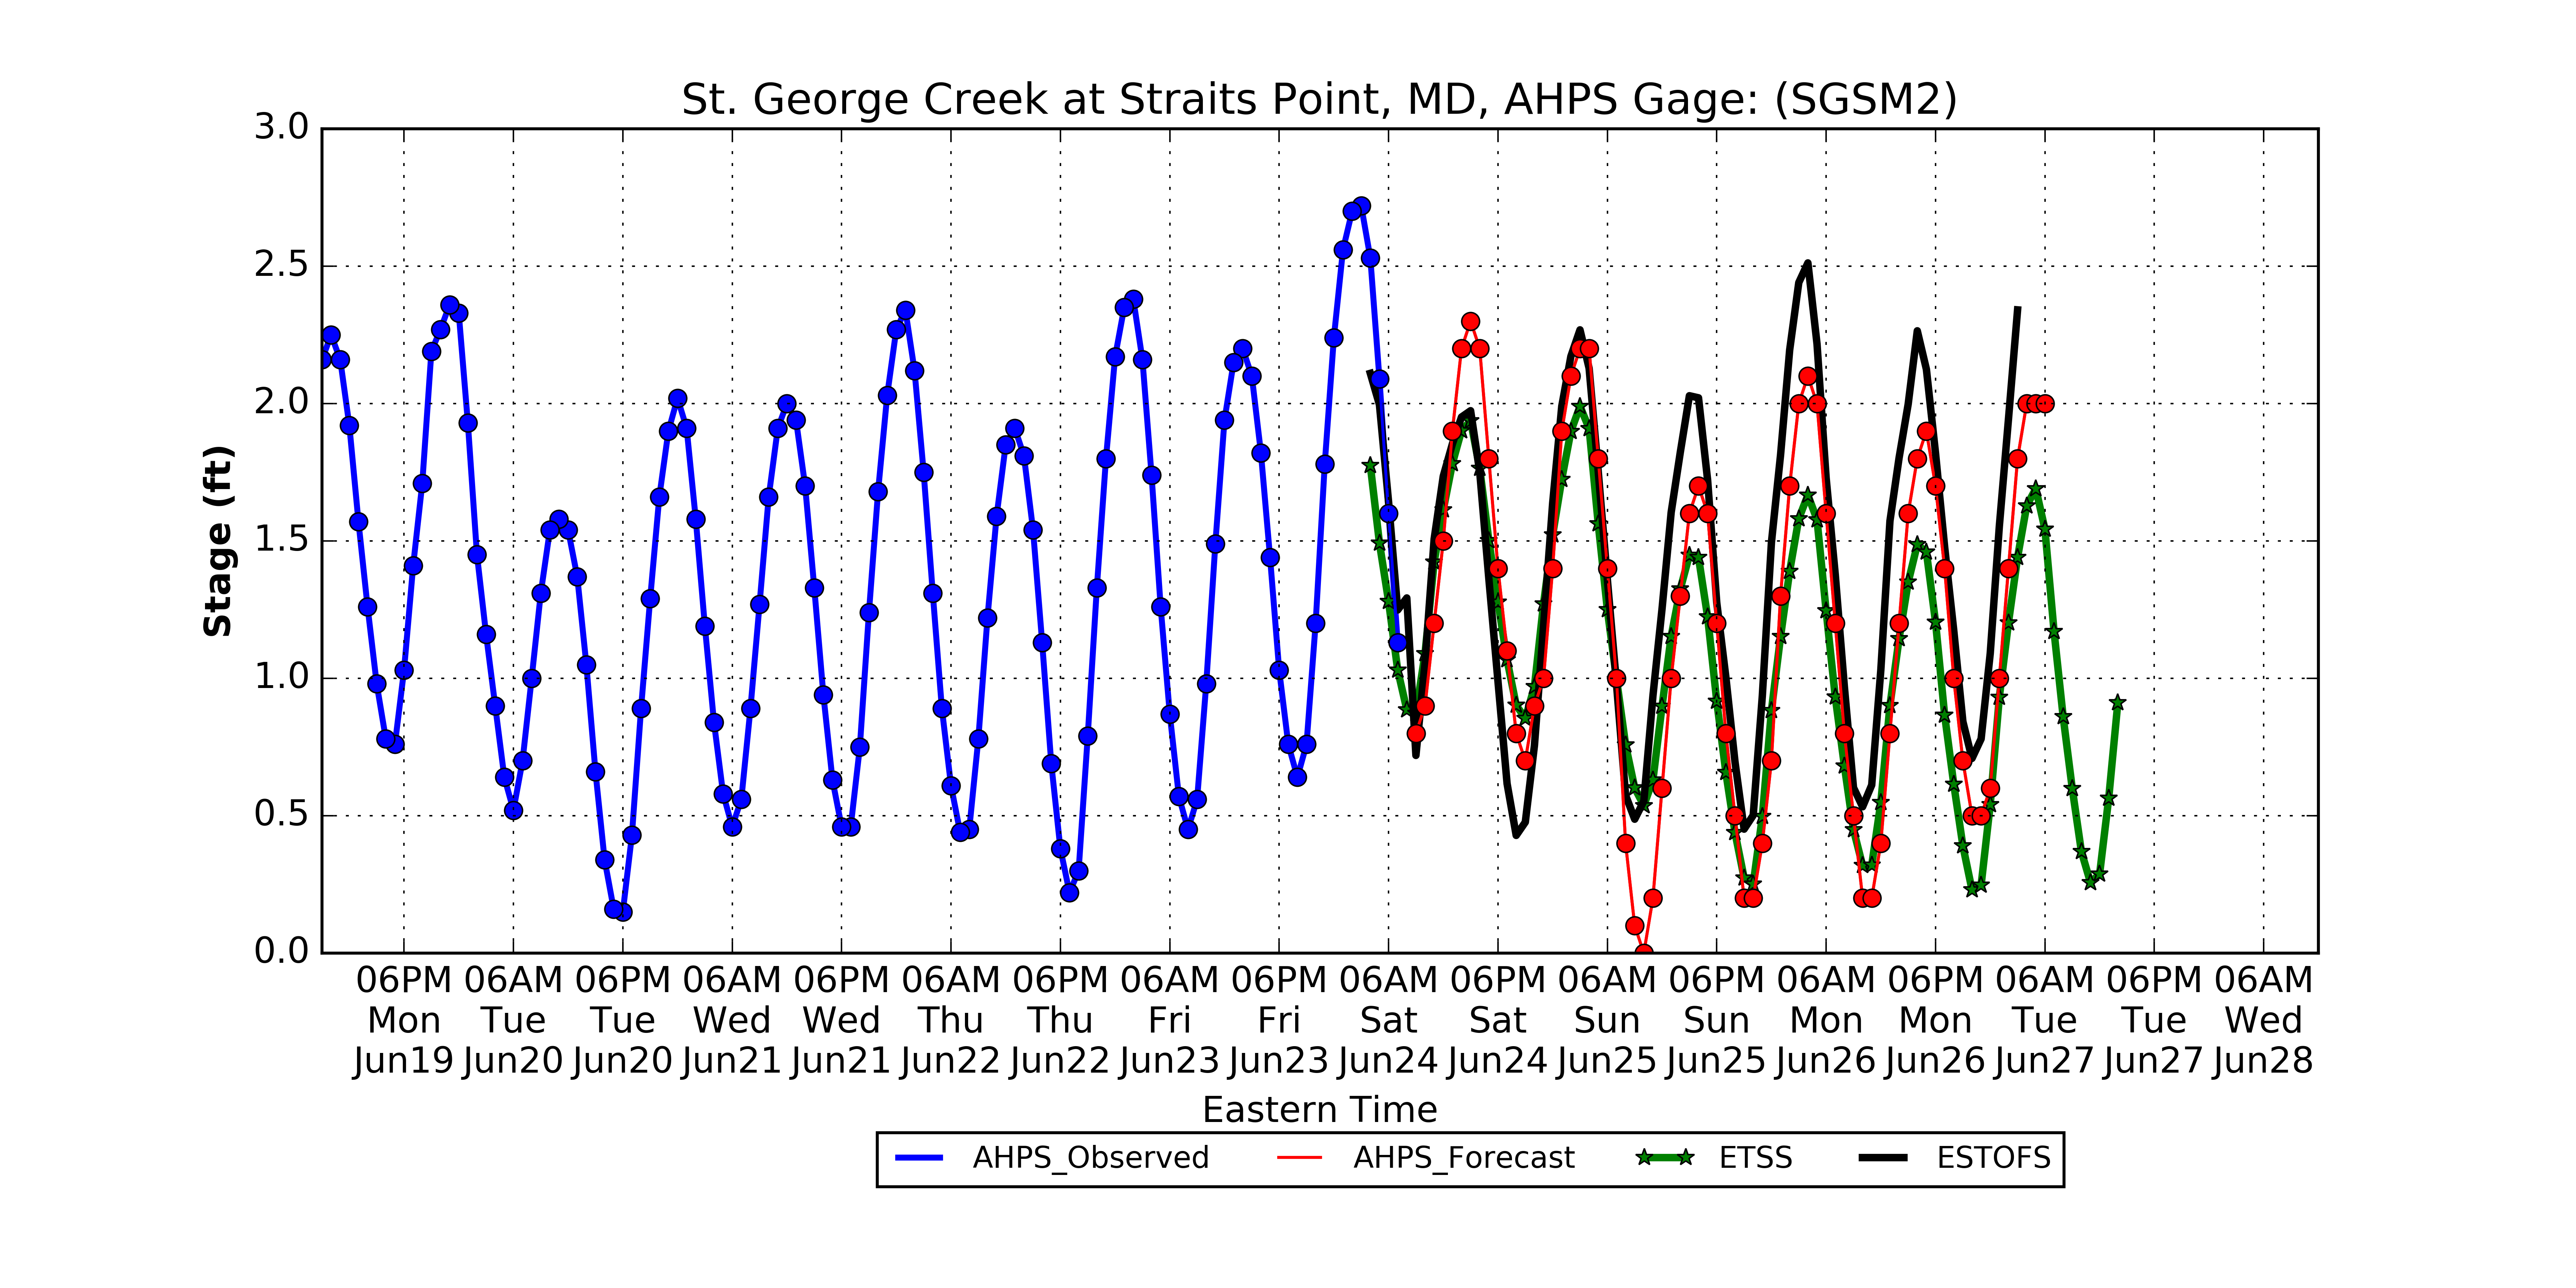 St. George Creek at Straits Point, MD, AHPS Gage: (SGSM2)
3.0
2.5
2.0
1.5
1.0
0.5
0.0
Stage (ft)
06PM 06AM 06PM 06AM 06PM 06AM 06PM 06AM 06PM 06AM 06PM 06AM 06PM 06AM 06PM 06AM 06PM 06AM
Mon Tue Tue Wed Wed Thu Thu Fri Fri Sat Sat Sun Sun Mon Mon Tue Tue Wed
Jun19 Jun20 Jun20 Jun21 Jun21 Jun22 Jun22 Jun23 Jun23 Jun24 Jun24 Jun25 Jun25 Jun26 Jun26 Jun27 Jun27 Jun28
Eastern Time
AHPS_Observed AHPS_Forecast ETSS ESTOFS